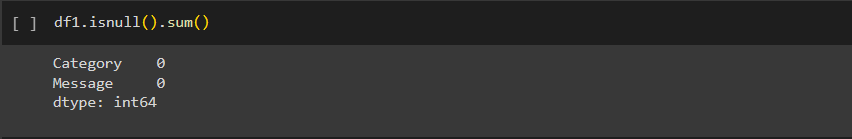 [ ] df1.isnull().sum()
Category    0
Message     0
dtype: int64